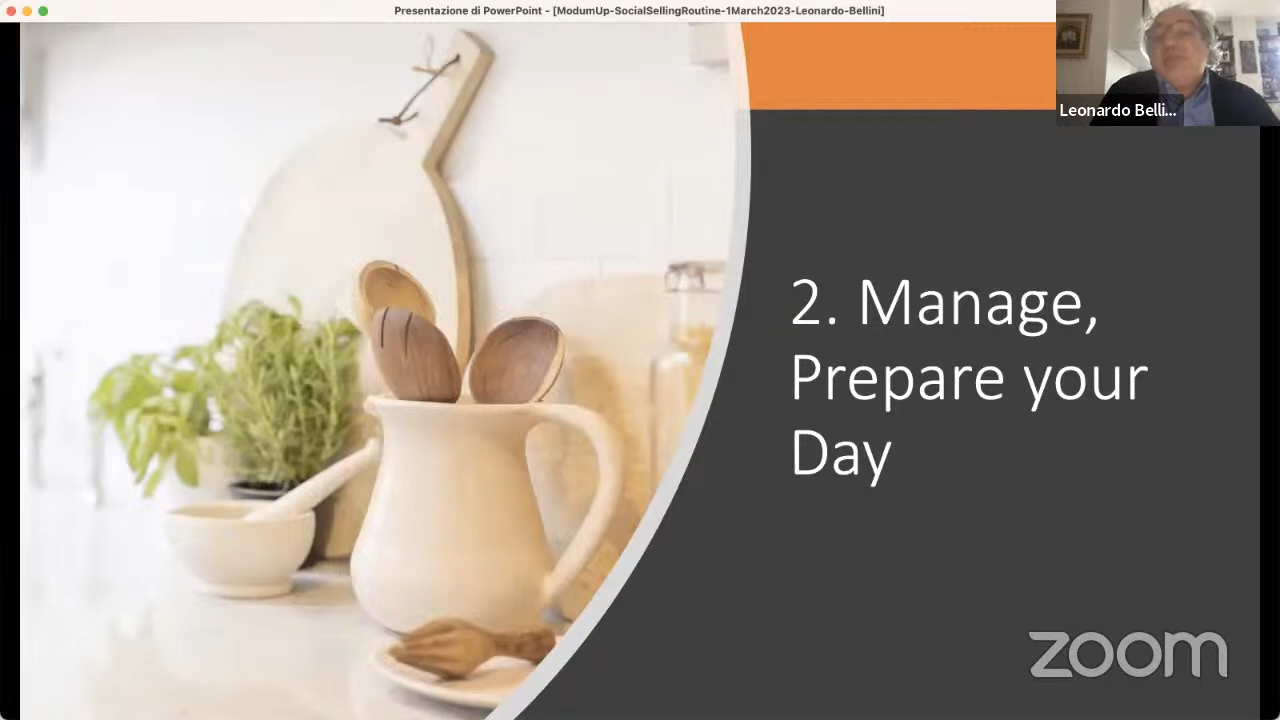 Presentazione di PowerPoint - [ModumUp-SocialSellingRoutine-1March2023-Leonardo-Bellini]
Leonardo Belli...
2. Manage,
Prepare your
Day
zoom